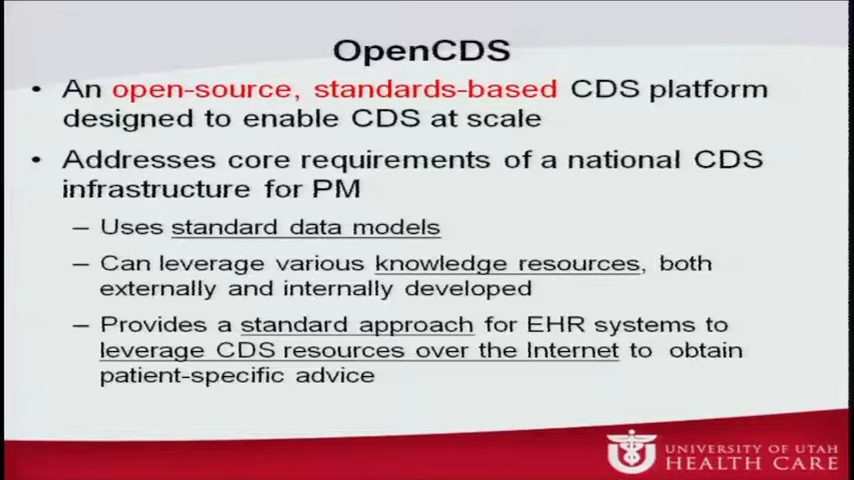 OpenCDS
• An open-source, standards-based CDS platform
designed to enable CDS at scale
• Addresses core requirements of a national CDS
infrastructure for PM
– Uses standard data models
– Can leverage various knowledge resources, both
externally and internally developed
– Provides a standard approach for EHR systems to
leverage CDS resources over the Internet to obtain
patient-specific advice
UNIVERSITY OF UTAH
HEALTH CARE